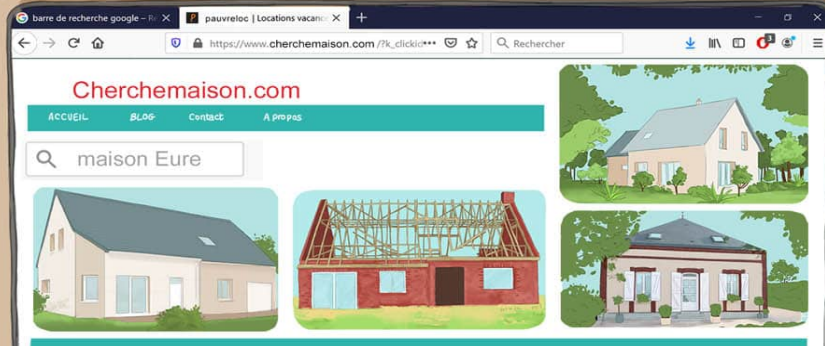 barre de recherche google – R
pauvreloc | Locations vacanc
https://www.cherchemaison.com /?k_clickid•••
Rechercher
Cherchemaison.com
ACCUEIL BLOG Contact A propos
maison Eure